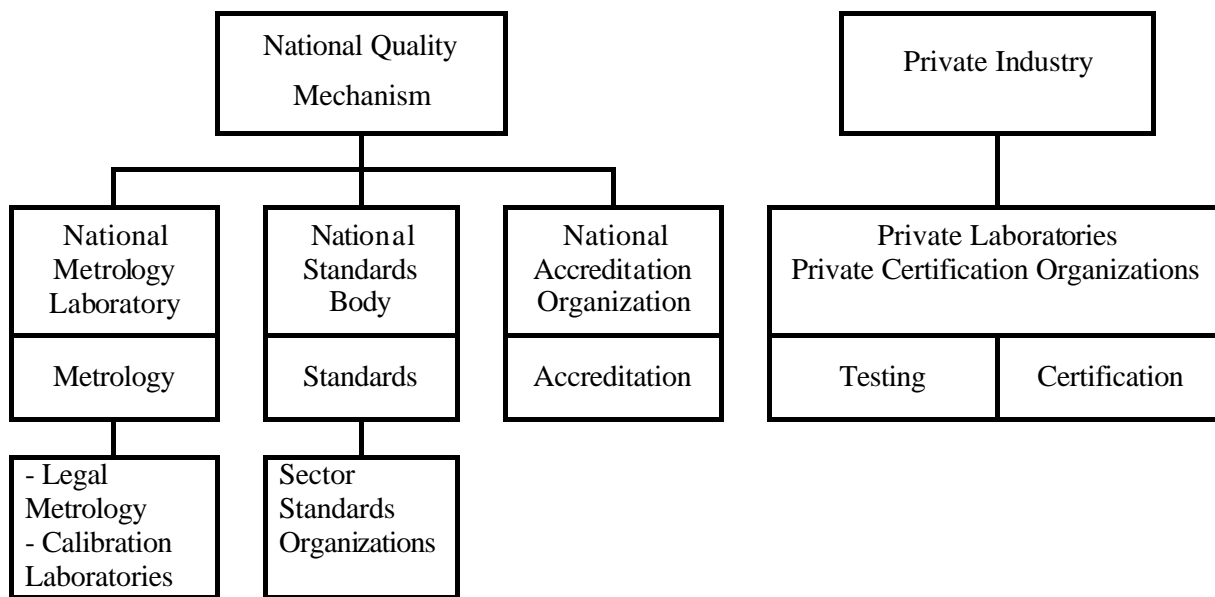 National Quality
Mechanism
Private Industry
National
Metrology
Laboratory
National
Standards
Body
National
Accreditation
Organization
Private Laboratories
Private Certification Organizations
Metrology
Standards
Accreditation
Testing
Certification
- Legal
Metrology
- Calibration
Laboratories
Sector
Standards
Organizations